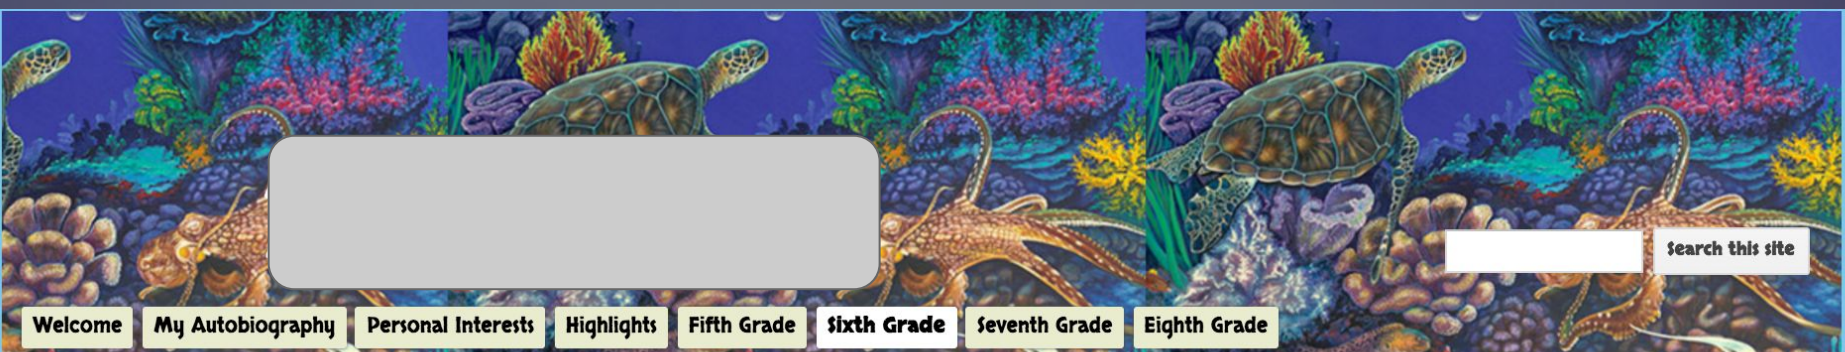 Search this site
Welcome My Autobiography Personal Interests Highlights Fifth Grade Sixth Grade Seventh Grade Eighth Grade